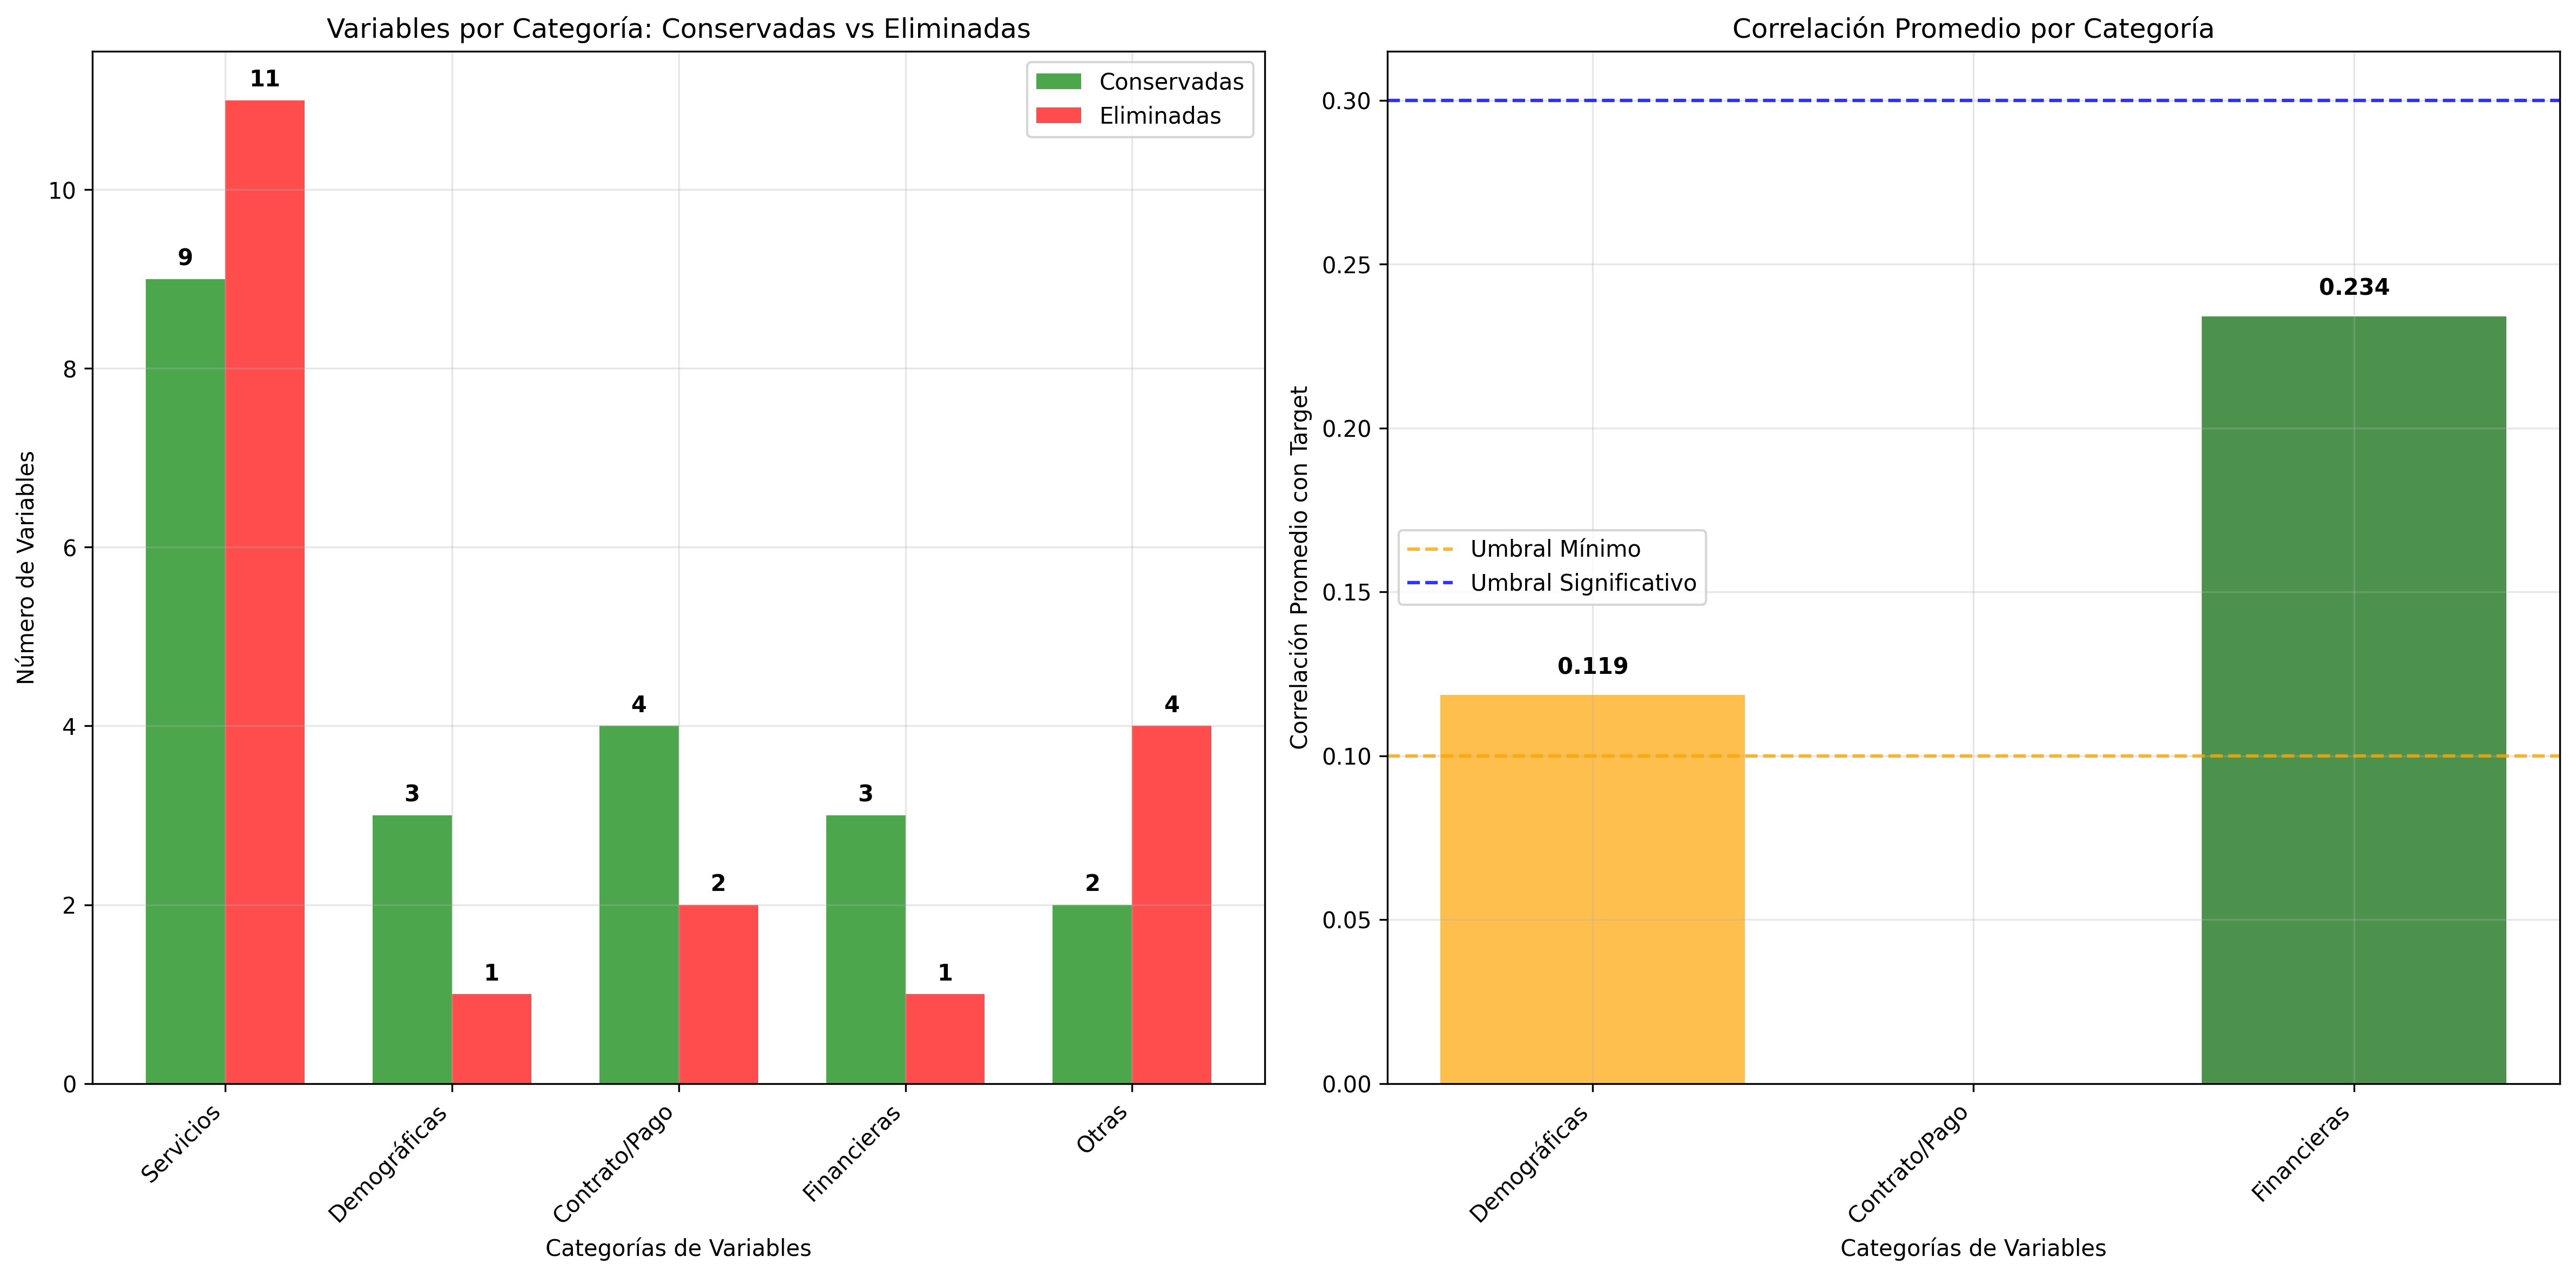 Variables por Categoría: Conservadas vs Eliminadas
Conservadas
Eliminadas
Número de Variables
10
8
6
4
2
0
9
11
3
1
4
2
3
1
2
4
Servicios
Demográficas
Contrato/Pago
Financieras
Otras
Categorías de Variables
Correlación Promedio por Categoría
Correlación Promedio con Target
0.30
0.25
0.20
0.15
0.10
0.05
0.00
Umbral Mínimo
Umbral Significativo
0.119
0.234
Demográficas
Contrato/Pago
Financieras
Categorías de Variables